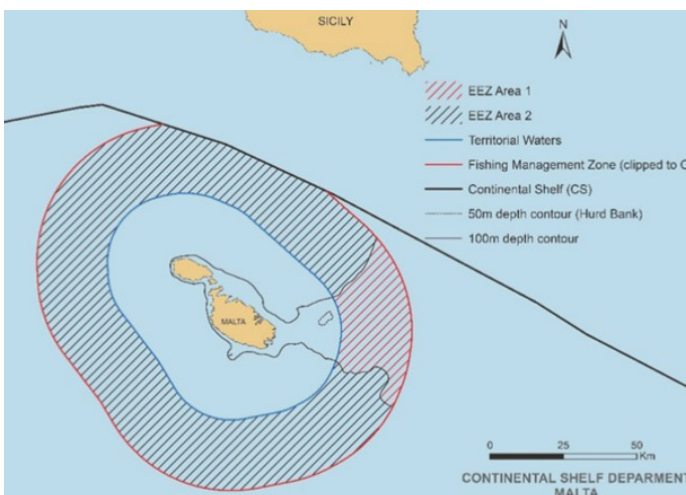 SICILY
N
EEZ Area 1
EEZ Area 2
Territorial Waters
Fishing Management Zone (clipped to C
Continental Shelf (CS)
50m depth contour (Hurd Bank)
100m depth contour
MALTA
0 25 50
Km
CONTINENTAL SHELF DEPARMENT
MALTA